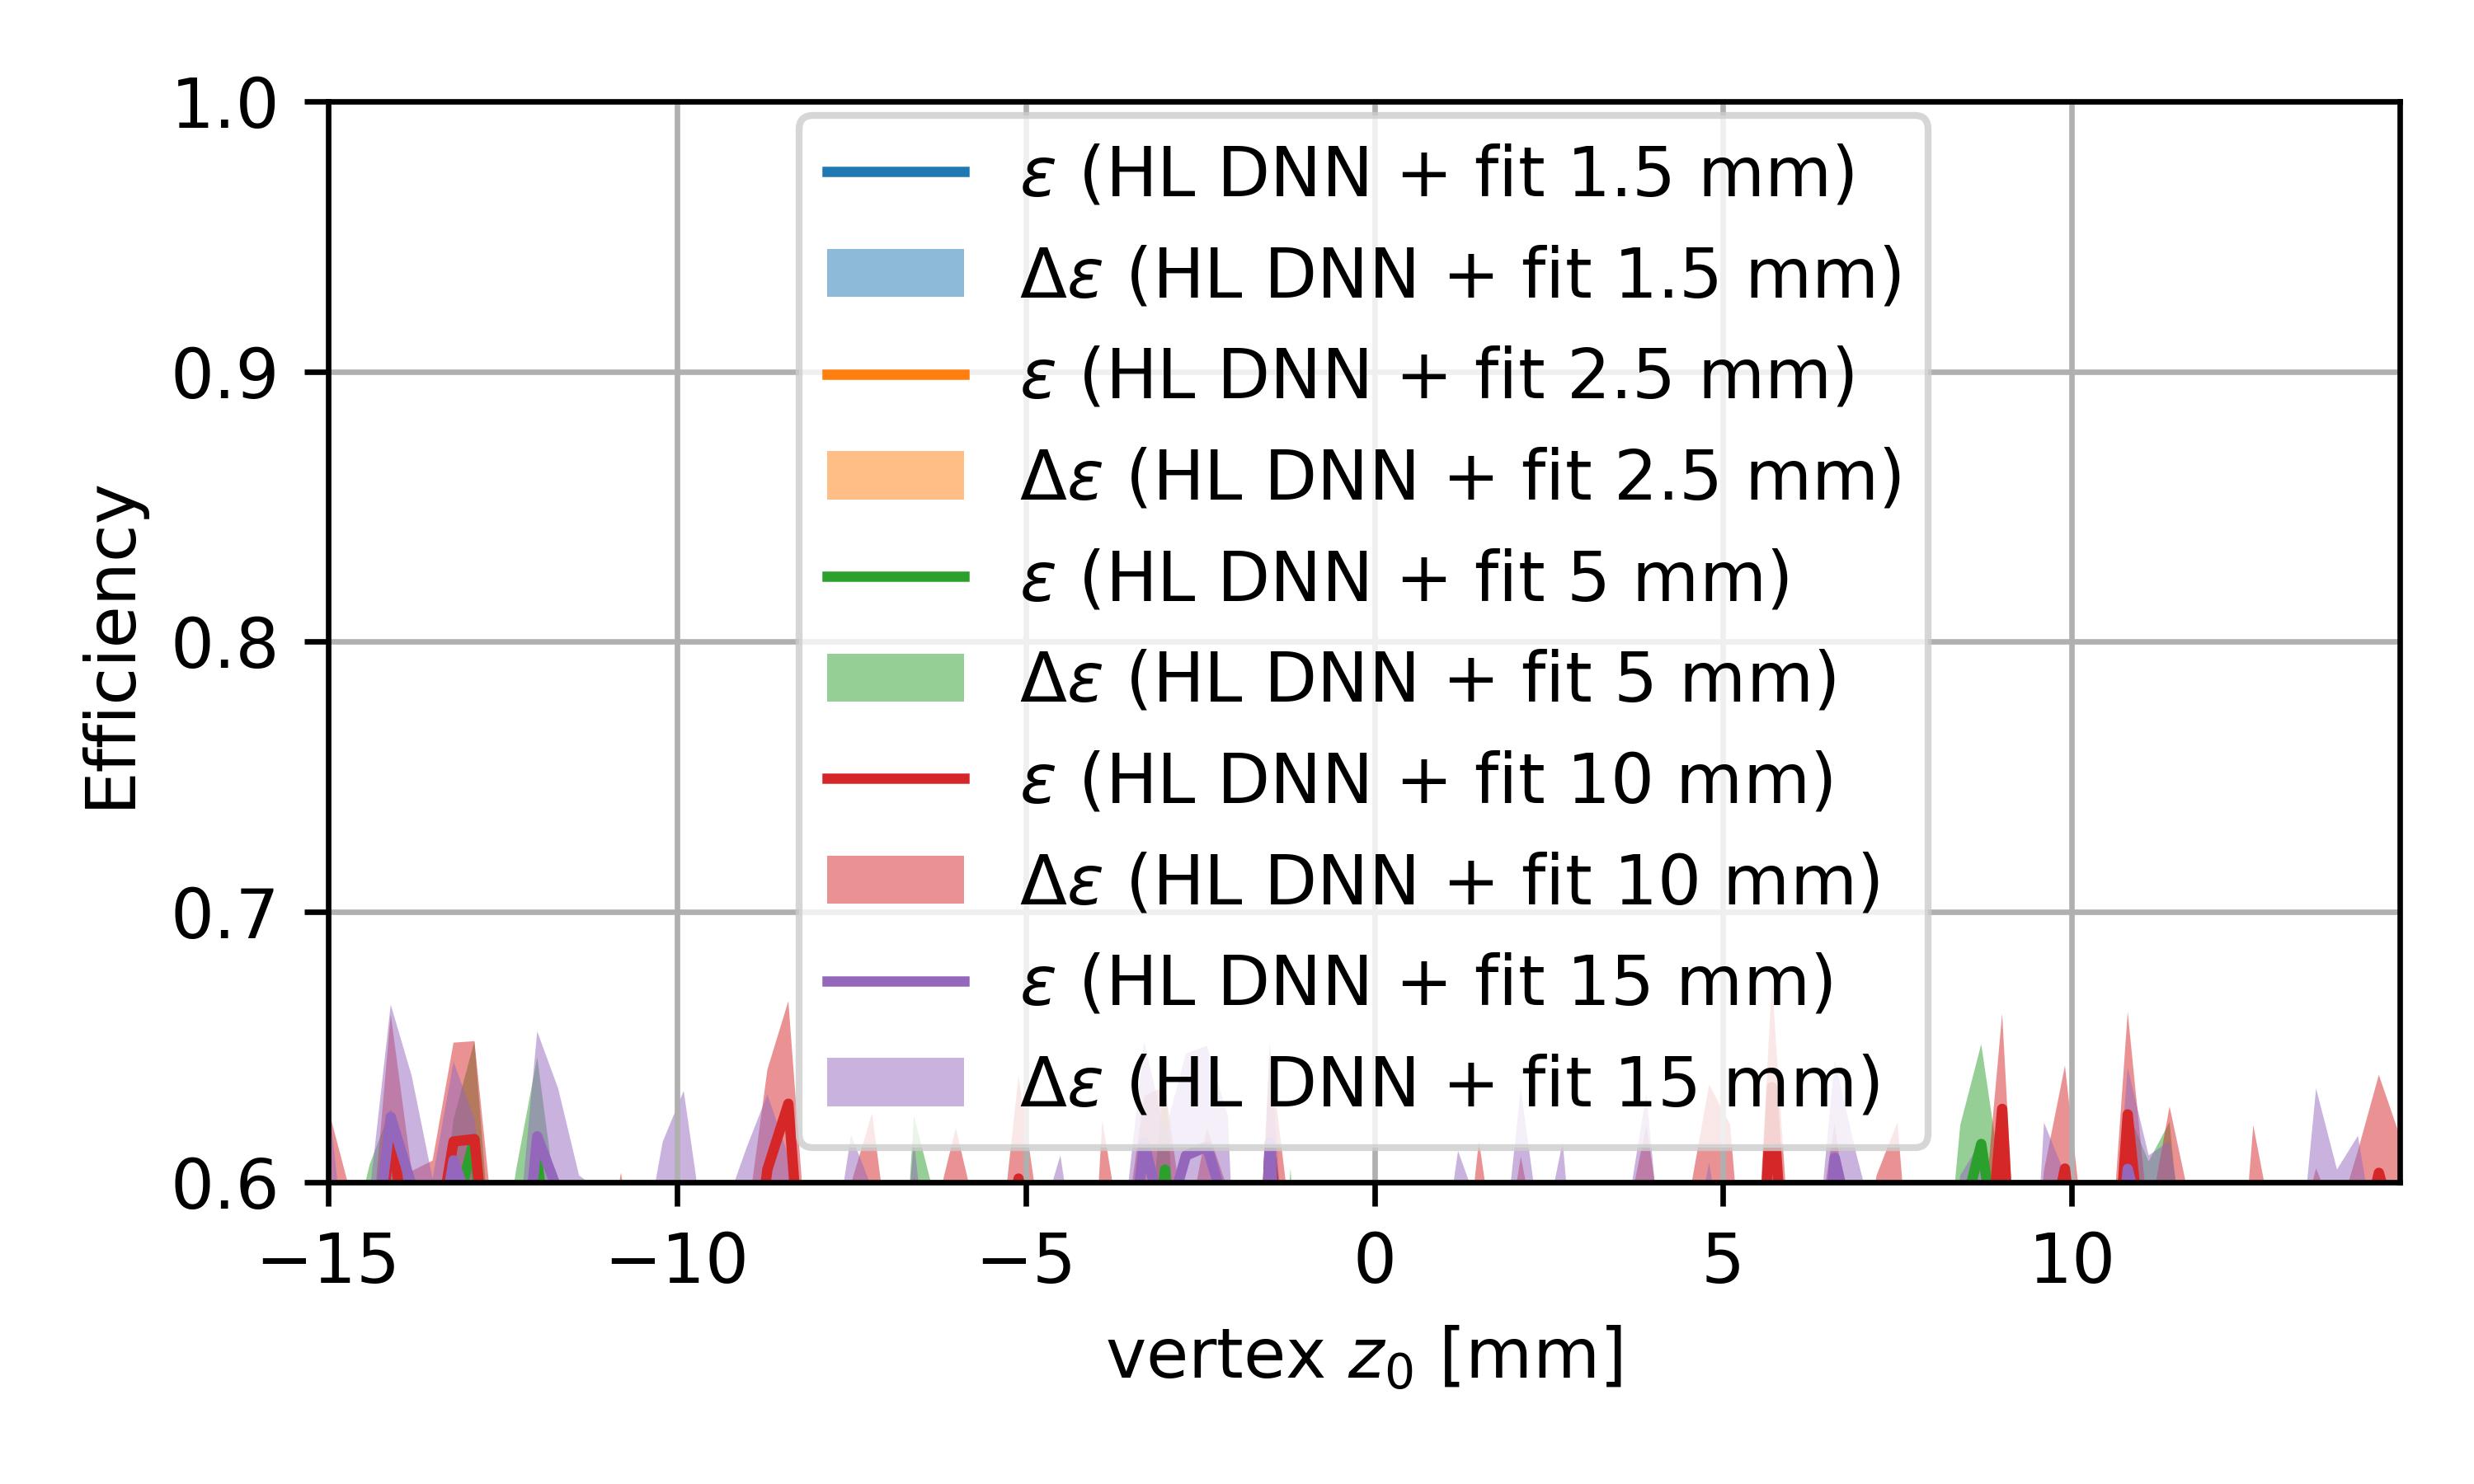 1.0
0.9
0.8
0.7
0.6
Efficiency
ε (HL DNN + fit 1.5 mm)
Δε (HL DNN + fit 1.5 mm)
ε (HL DNN + fit 2.5 mm)
Δε (HL DNN + fit 2.5 mm)
ε (HL DNN + fit 5 mm)
Δε (HL DNN + fit 5 mm)
ε (HL DNN + fit 10 mm)
Δε (HL DNN + fit 10 mm)
ε (HL DNN + fit 15 mm)
Δε (HL DNN + fit 15 mm)
−15 −10 −5 0 5 10
vertex z₀ [mm]